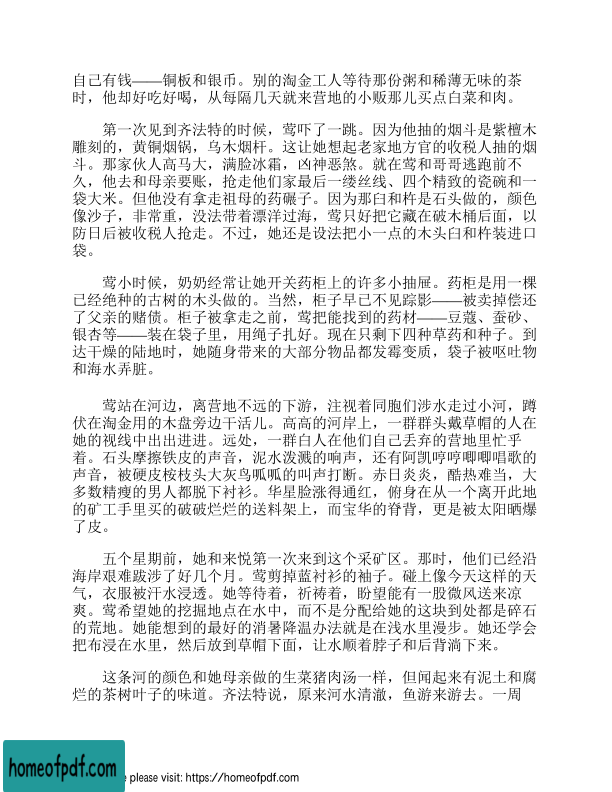 自己有钱——铜板和银币。别的淘金工人等待那份粥和稀薄无味的茶
时，他却好吃好喝，从每隔几天就来营地的小贩那儿买点白菜和肉。
第一次见到齐法特的时候，莺吓了一跳。因为他抽的烟斗是紫檀木
雕刻的，黄铜烟锅，乌木烟杆。这让她想起老家地方官的收税人抽的烟
斗。那家伙人高马大，满脸冰霜，凶神恶煞。就在莺和哥哥逃跑前不
久，他去和母亲要账，抢走他们家最后一缕丝线、四个精致的瓷碗和一
袋大米。但他没有拿走祖母的药碾子。因为那臼和杵是石头做的，颜色
像沙子，非常重，没法带着漂洋过海，莺只好把它藏在破木桶后面，以
防日后被收税人抢走。不过，她还是设法把小一点的木头臼和杵装进口
袋。
莺小时候，奶奶经常让她开关药柜上的许多小抽屉。药柜是用一棵
已经绝种的古树的木头做的。当然，柜子早已不见踪影——被卖掉偿还
了父亲的赌债。柜子被拿走之前，莺把能找到的药材——豆蔻、蚕砂、
银杏等——装在袋子里，用绳子扎好。现在只剩下四种草药和种子。到
达干燥的陆地时，她随身带来的大部分物品都发霉变质，袋子被呕吐物
和海水弄脏。
莺站在河边，离营地不远的下游，注视着同胞们涉水走过小河，蹲
伏在淘金用的木盘旁边干活儿。高高的河岸上，一群群头戴草帽的人在
她的视线中出出进进。远处，一群白人在他们自己丢弃的营地里忙乎
着。石头摩擦铁皮的声音，泥水泼溅的响声，还有阿凯哼哼唧唧唱歌的
声音，被硬皮桉枝头大灰鸟呱呱的叫声打断。赤日炎炎，酷热难当，大
多数精瘦的男人都脱下衬衫。华星脸涨得通红，俯身在从一个离开此地
的矿工手里买的破破烂烂的送料架上，而宝华的脊背，更是被太阳晒爆
了皮。
五个星期前，她和来悦第一次来到这个采矿区。那时，他们已经沿
海岸艰难跋涉了好几个月。莺剪掉蓝衬衫的袖子。碰上像今天这样的天
气，衣服被汗水浸透。她等待着，祈祷着，盼望能有一股微风送来凉
爽。莺希望她的挖掘地点在水中，而不是分配给她的这块到处都是碎石
的荒地。她能想到的最好的消暑降温办法就是在浅水里漫步。她还学会
把布浸在水里，然后放到草帽下面，让水顺着脖子和后背淌下来。
这条河的颜色和她母亲做的生菜猪肉汤一样，但闻起来有泥土和腐
烂的茶树叶子的味道。齐法特说，原来河水清澈，鱼游来游去。一周
homeofpdf.com
e please visit: https://homeofpdf.com